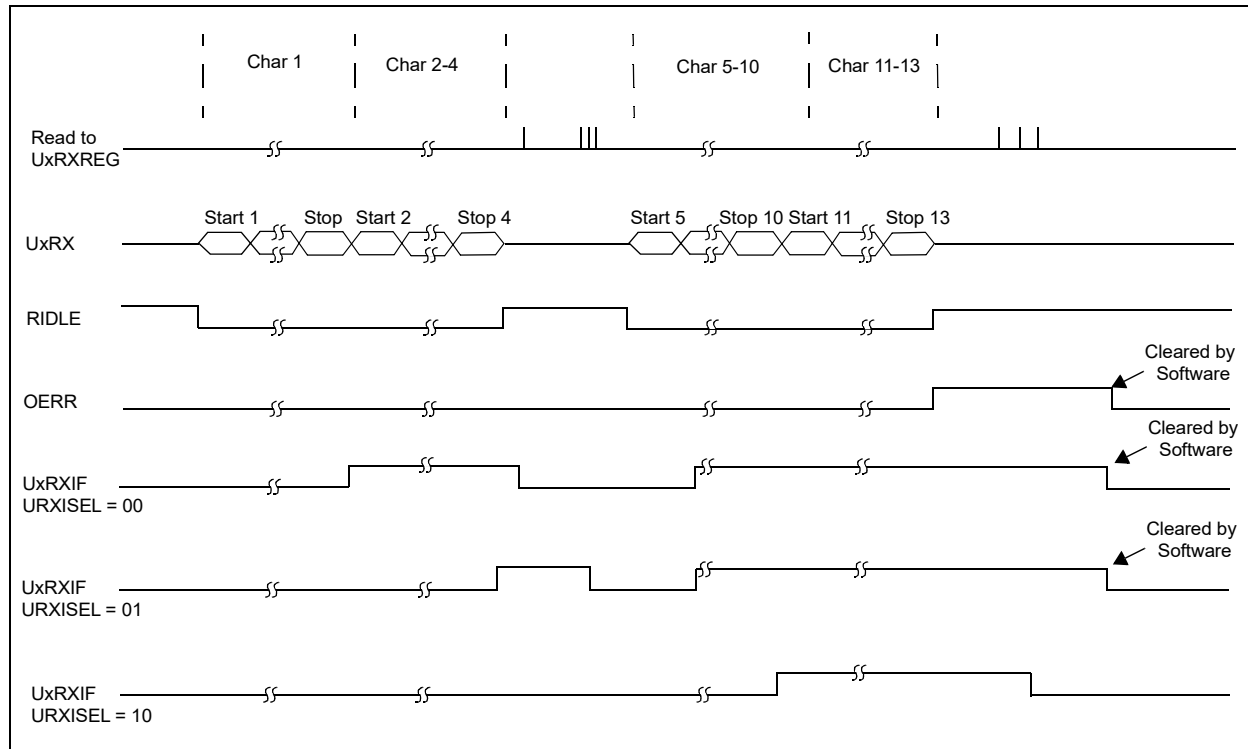 Char 1
Char 2-4
Char 5-10
Char 11-13
Read to
UxRXREG
Start 1
Stop
Start 2
Stop 4
Start 5
Stop 10
Start 11
Stop 13
UxRX
RIDLE
Cleared by
Software
OERR
Cleared by
Software
UxRXIF
URXISEL = 00
Cleared by
Software
UxRXIF
URXISEL = 01
UxRXIF
URXISEL = 10